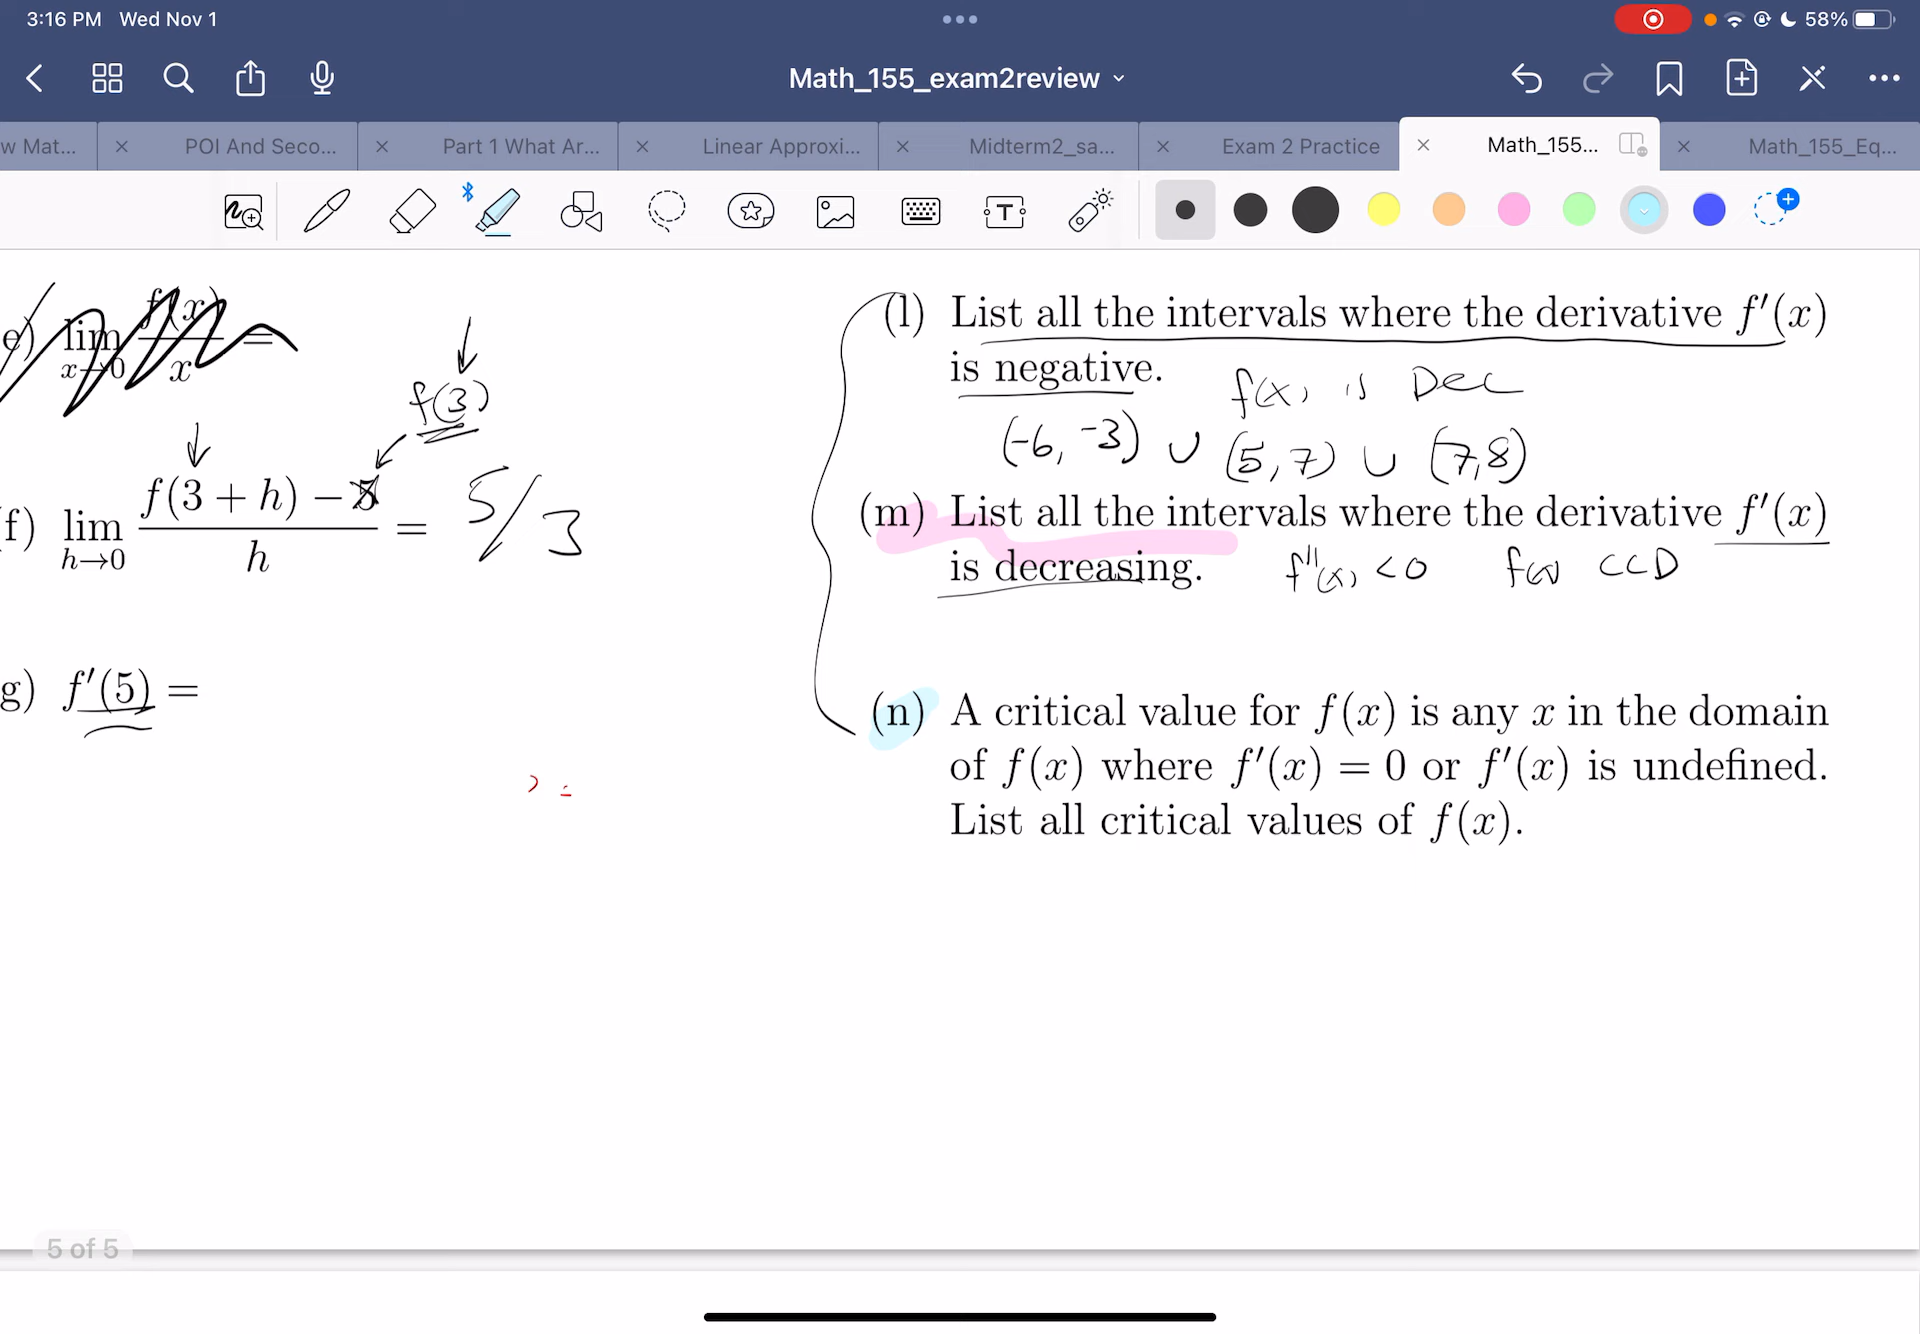 3:16 PM Wed Nov 1
58%
Math_155_exam2review
w Mat...
POI And Seco...
Part 1 What Ar...
Linear Approxi...
Midterm2_sa...
Exam 2 Practice
Math_155...
Math_155_Eq...
e) lim x→0 f(x)/x =
f(3)
f) lim h→0 (f(3 + h) − 5)/h = 5/3
g) f′(5) =
(l) List all the intervals where the derivative f′(x)
is negative. f(x) is Dec
(-6, -3) ∪ (5,7) ∪ (7,8)
(m) List all the intervals where the derivative f′(x)
is decreasing. f"(x) <0 f(x) CCD
(n) A critical value for f(x) is any x in the domain
of f(x) where f′(x) = 0 or f′(x) is undefined.
List all critical values of f(x).
5 of 5